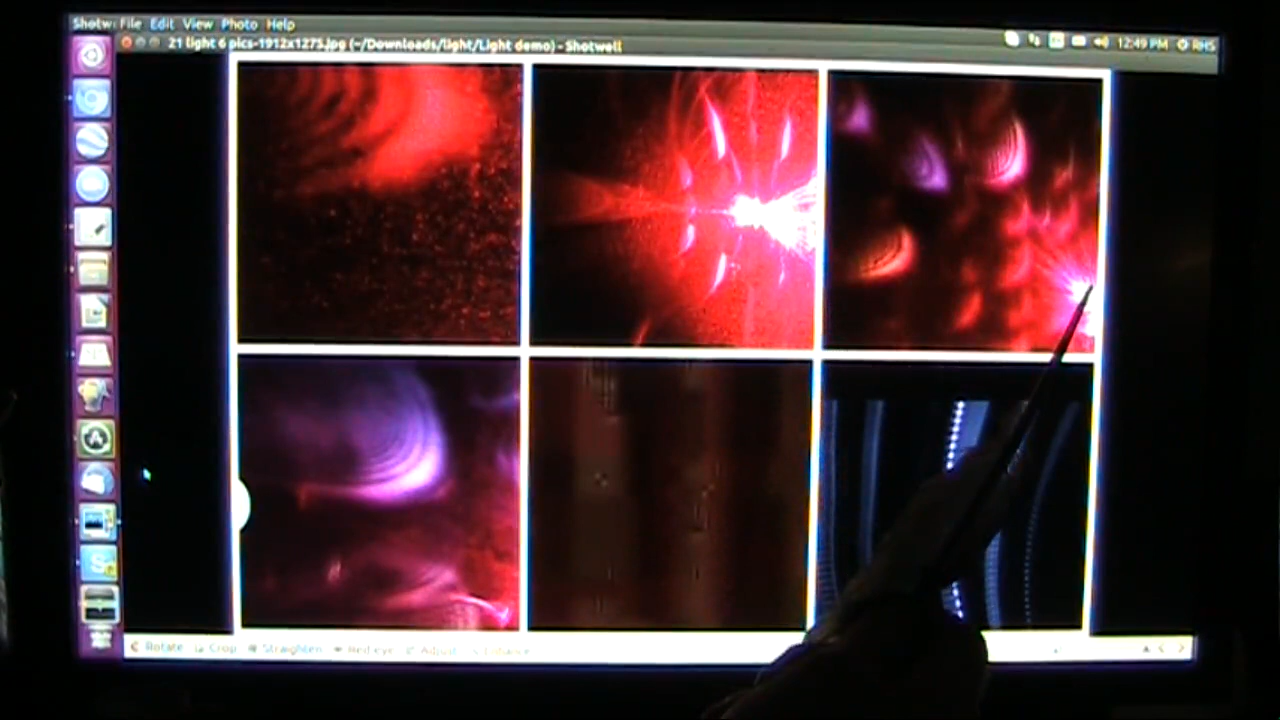 Shotw File Edit View Photo Help
21 light 6 pics-1912x1275.jpg (~/Downloads/light/Light demo) - Shotwell
12:49 PM RHS
Rotate Crop Straighten Red-eye Adjust Enhance